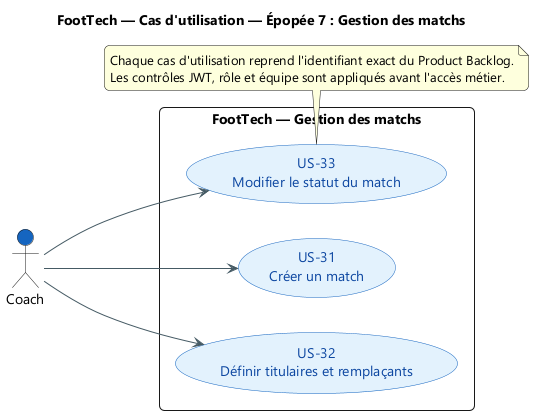 FootTech — Cas d'utilisation — Épopée 7 : Gestion des matchs
Chaque cas d'utilisation reprend l'identifiant exact du Product Backlog.
Les contrôles JWT, rôle et équipe sont appliqués avant l'accès métier.
FootTech — Gestion des matchs
US-33
Modifier le statut du match
US-31
Créer un match
Coach
US-32
Définir titulaires et remplaçants